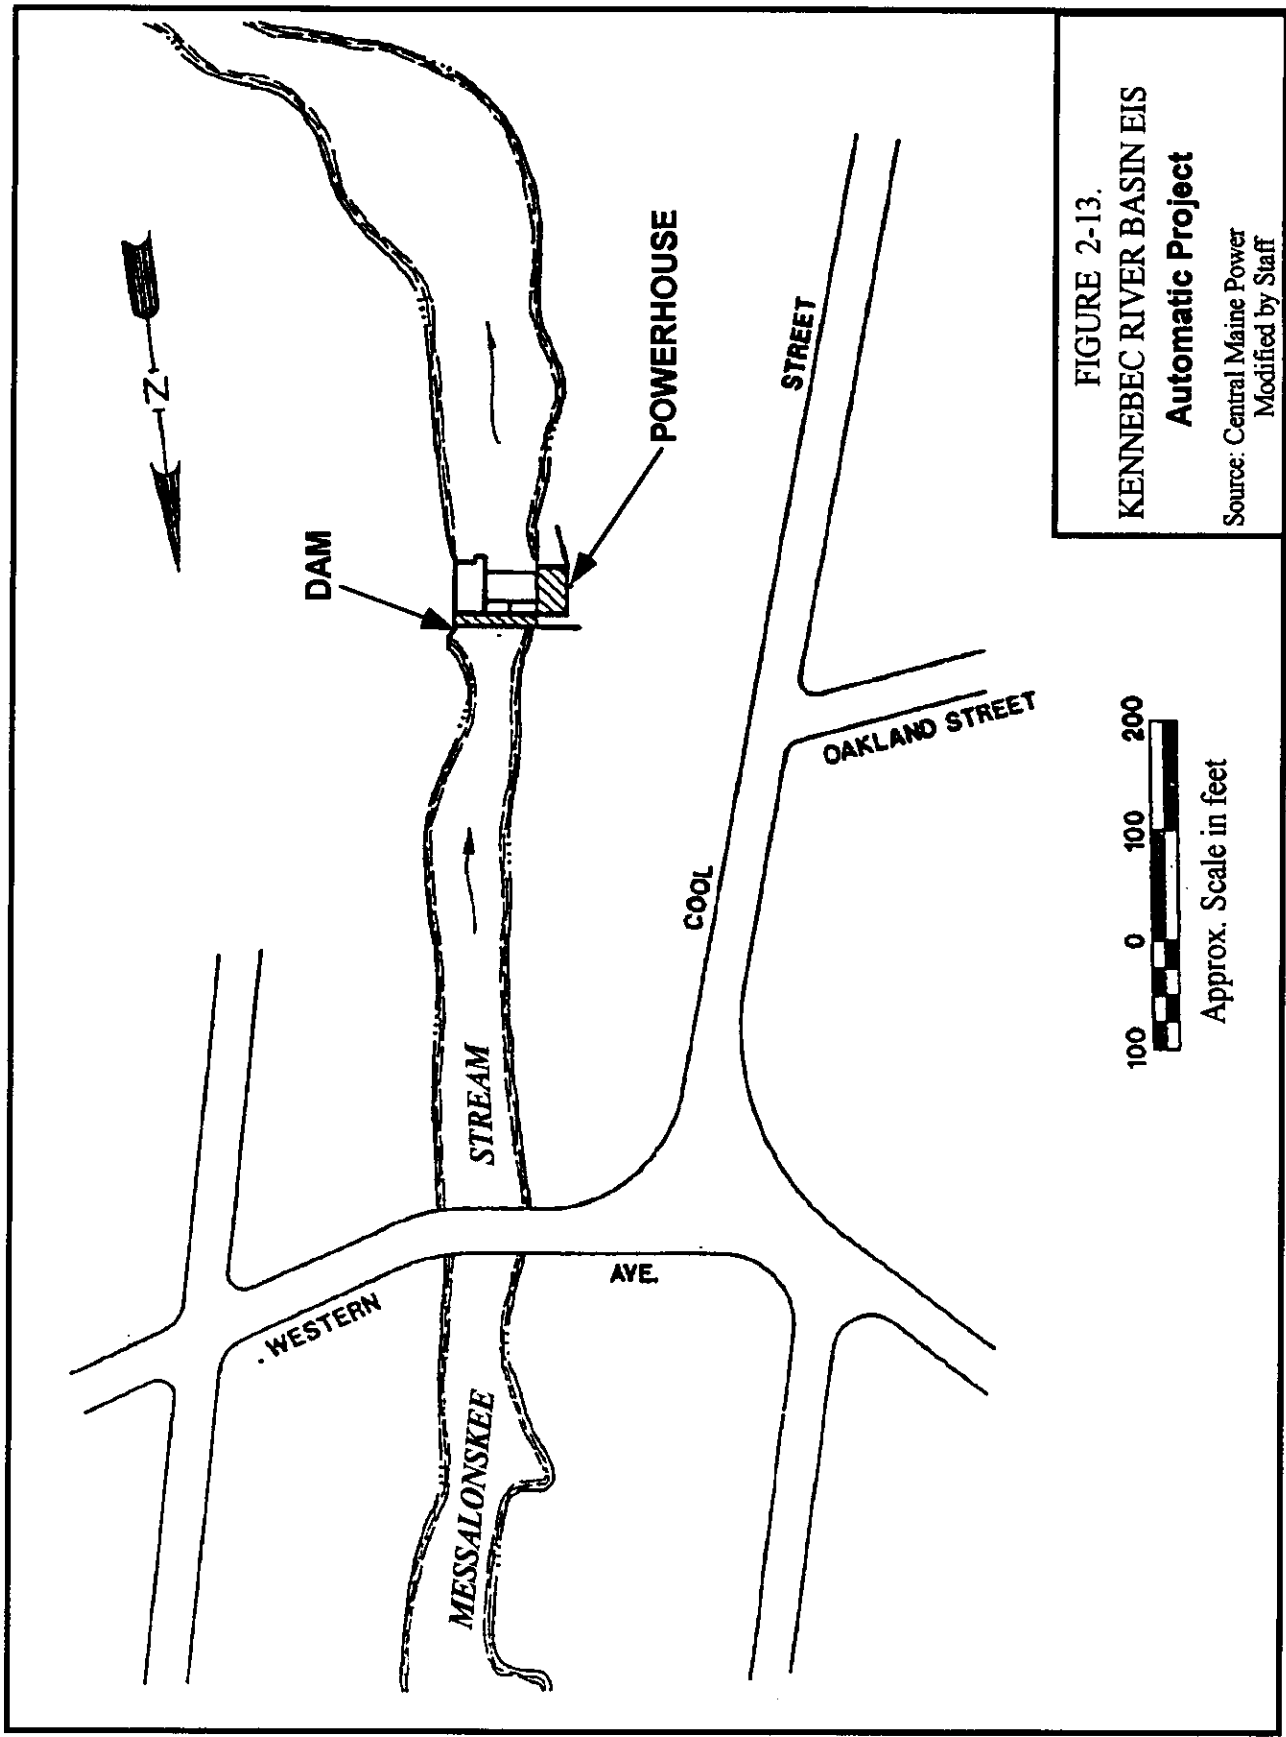 Z
DAM
POWERHOUSE
STREET
COOL
OAKLAND STREET
STREAM
WESTERN
AVE.
MESSALONSKEE
100 0 100 200
Approx. Scale in feet
FIGURE 2-13.
KENNEBEC RIVER BASIN EIS
Automatic Project
Source: Central Maine Power
Modified by Staff